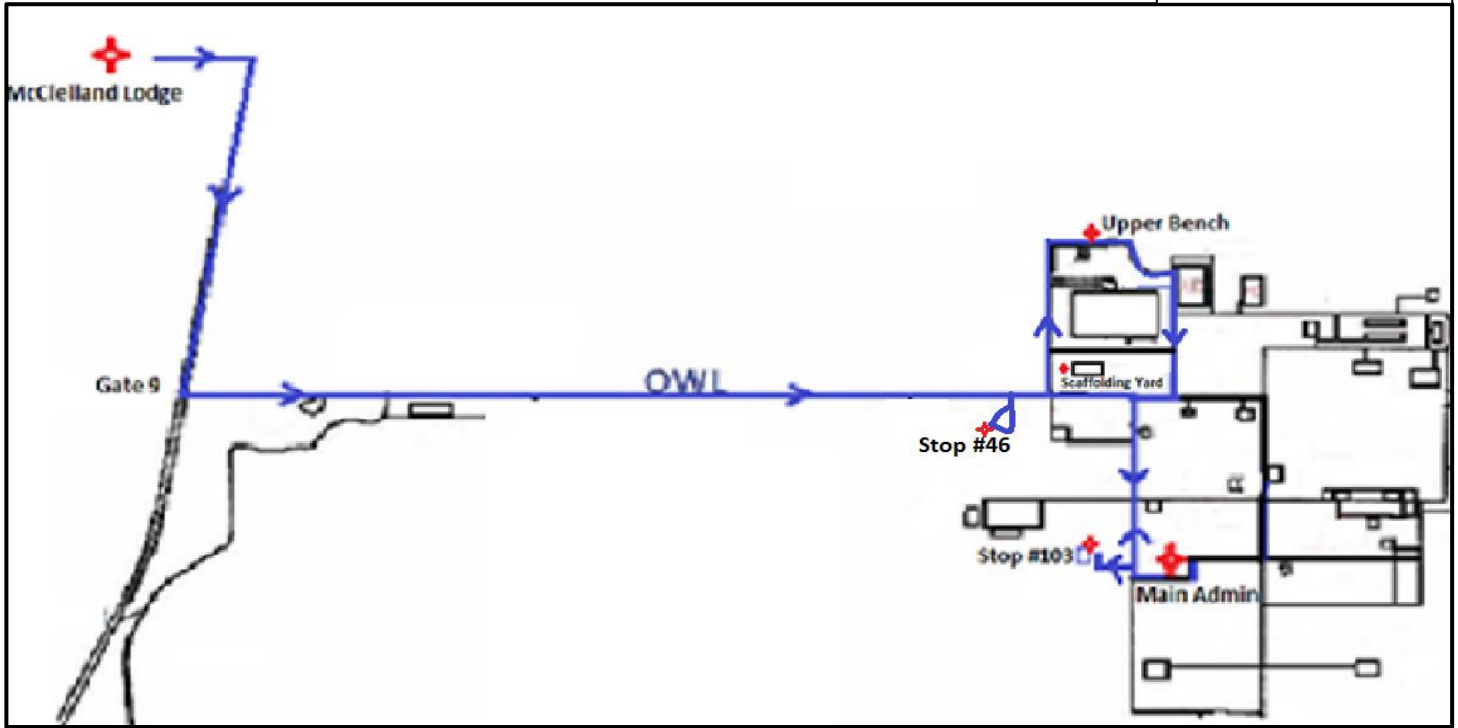 McClelland Lodge
Upper Bench
Gate 9
OWL
Scaffolding Yard
Stop #46
Stop #103
Main Admin